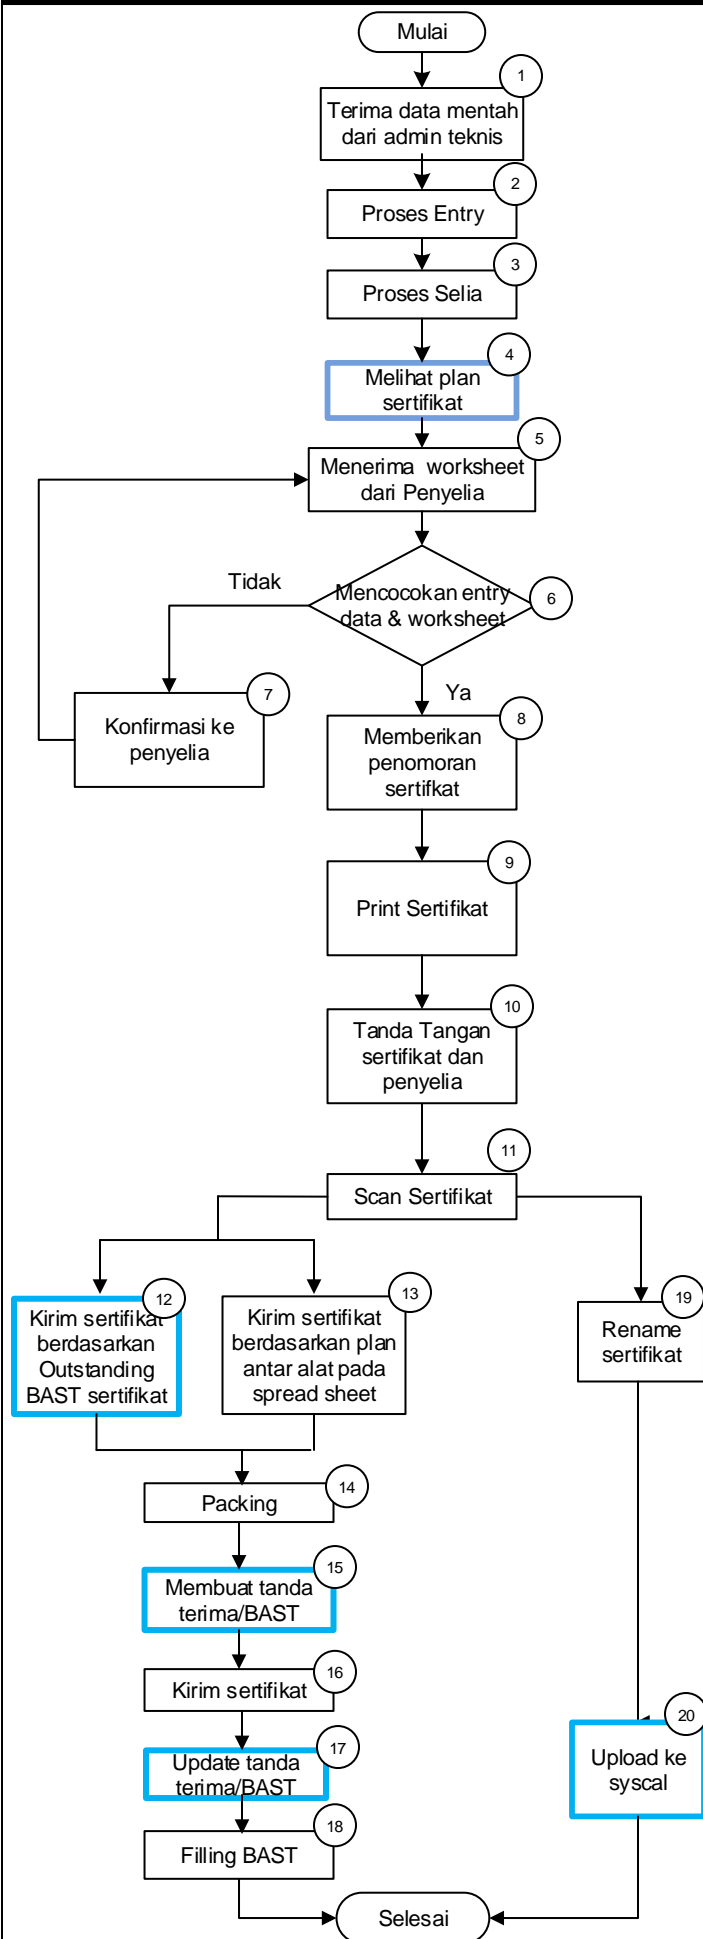 Mulai
1
Terima data mentah
dari admin teknis
2
Proses Entry
3
Proses Selia
4
Melihat plan
sertifikat
5
Menerima worksheet
dari Penyelia
Tidak
Mencocokan entry
data & worksheet
6
7
Konfirmasi ke
penyelia
Ya
8
Memberikan
penomoran
sertifkat
9
Print Sertifikat
10
Tanda Tangan
sertifikat dan
penyelia
11
Scan Sertifikat
12
Kirim sertifikat
berdasarkan
Outstanding
BAST sertifikat
13
Kirim sertifikat
berdasarkan plan
antar alat pada
spread sheet
19
Rename
sertifikat
14
Packing
15
Membuat tanda
terima/BAST
16
Kirim sertifikat
17
Update tanda
terima/BAST
20
Upload ke
syscal
18
Filling BAST
Selesai